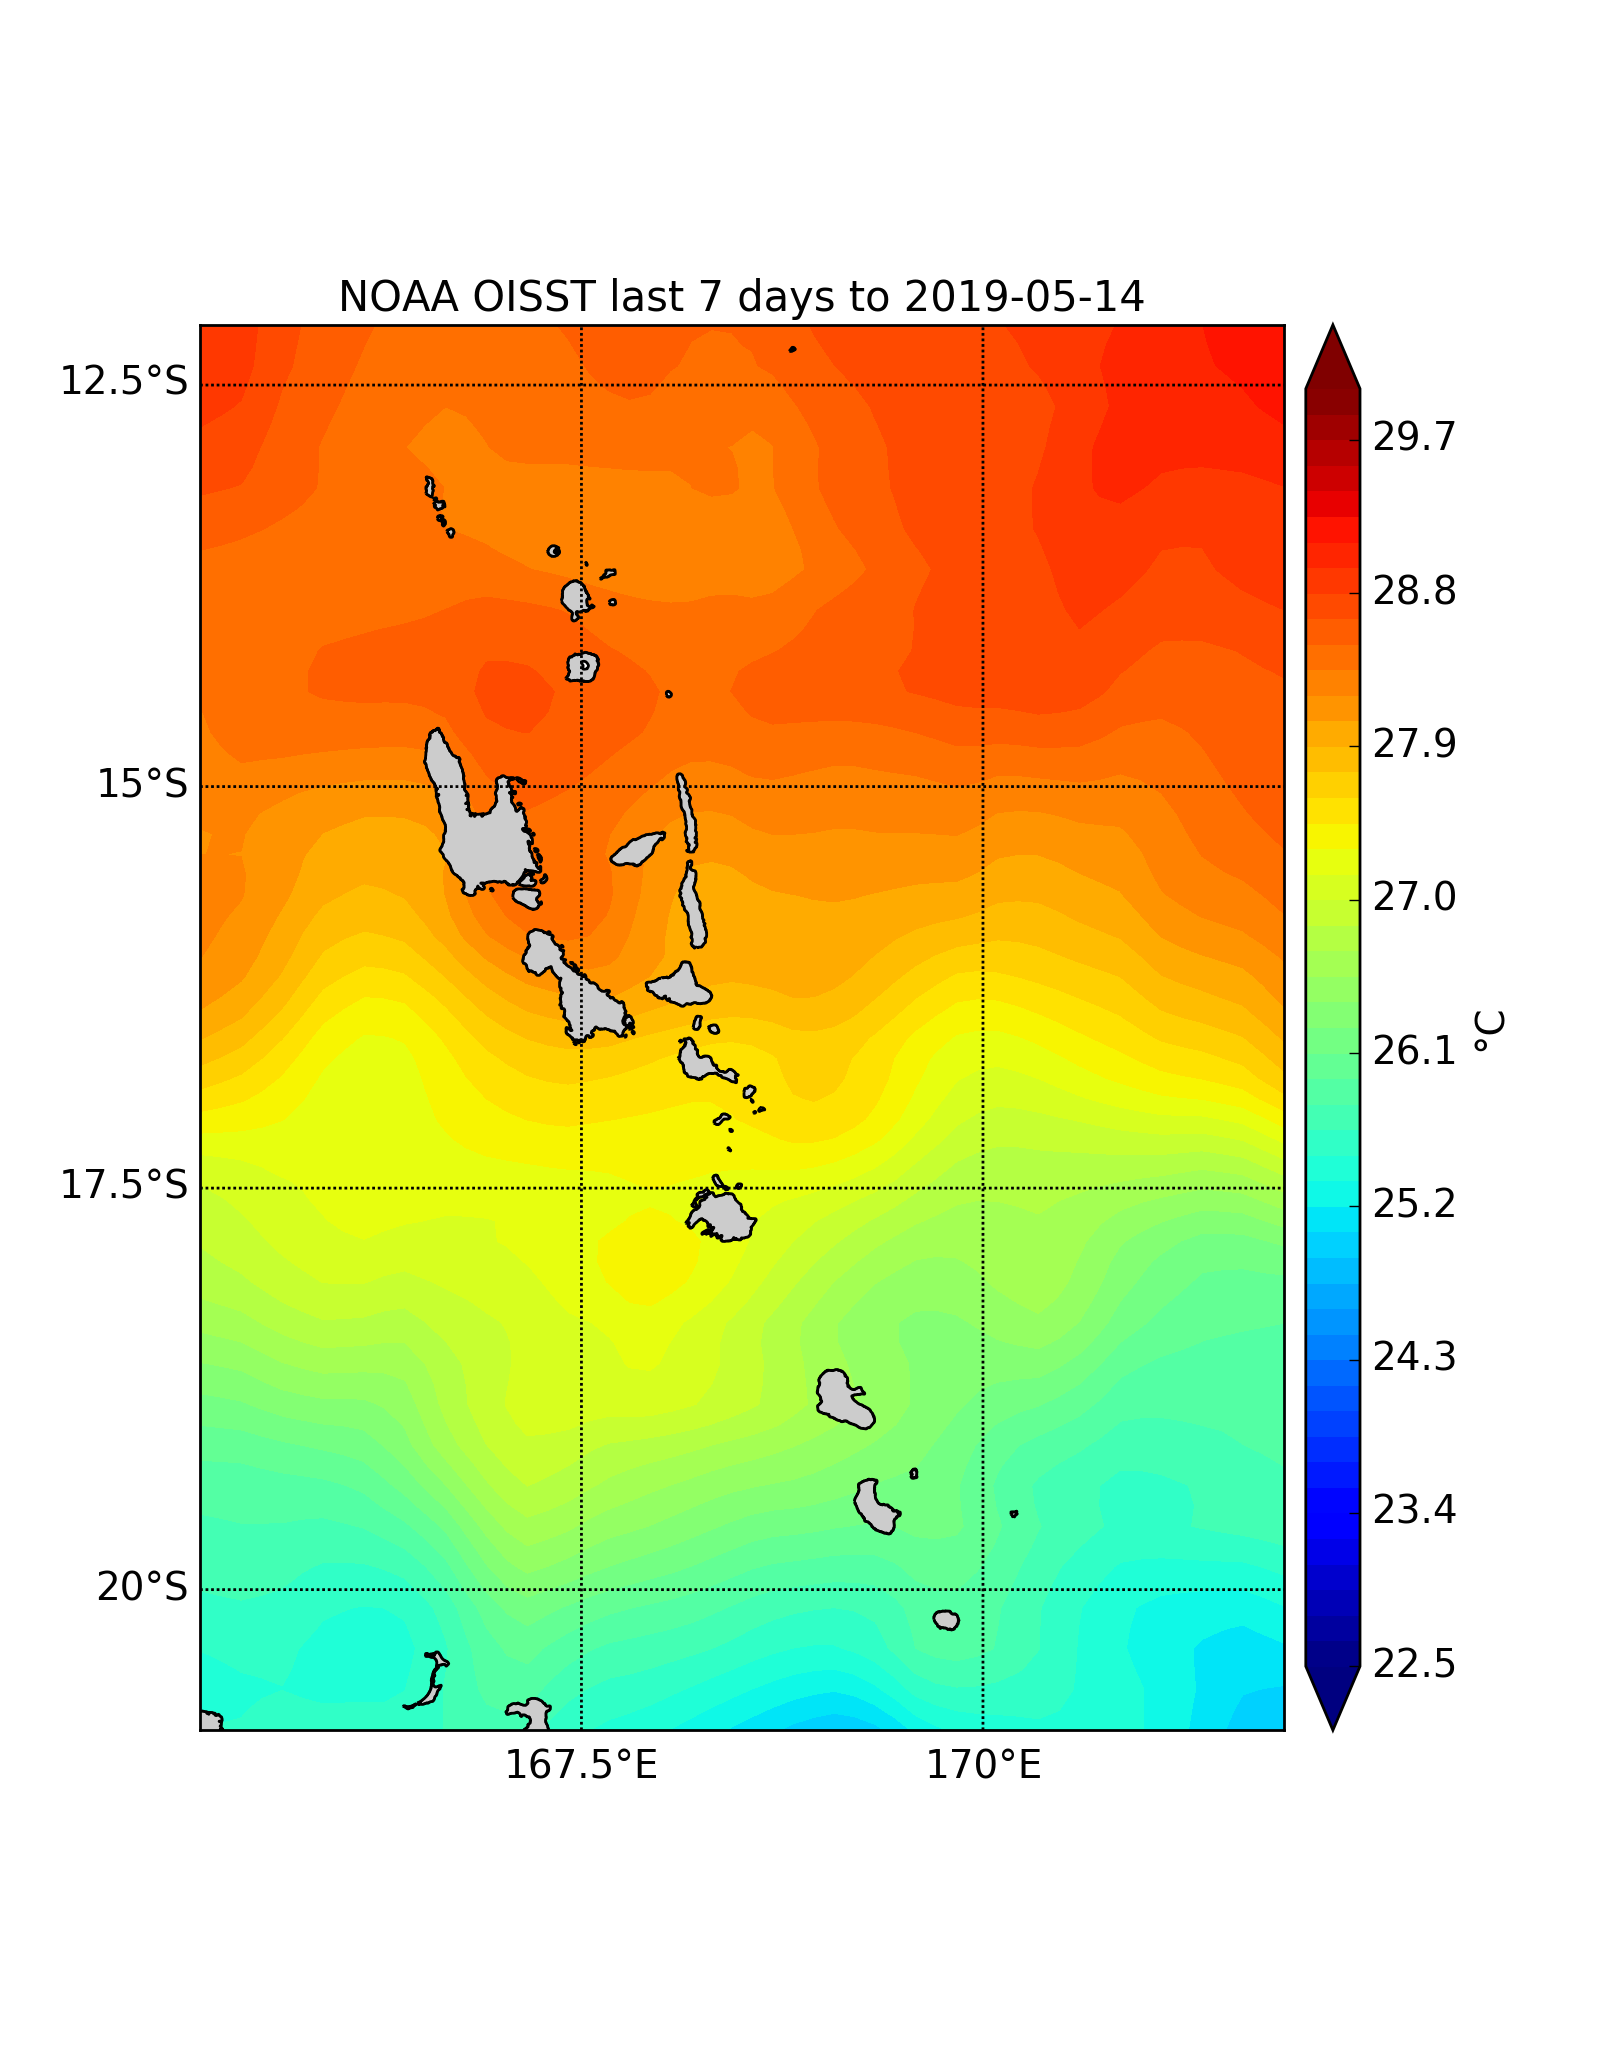 NOAA OISST last 7 days to 2019-05-14
12.5°S
15°S
17.5°S
20°S
167.5°E
170°E
29.7
28.8
27.9
27.0
26.1
25.2
24.3
23.4
22.5
°C